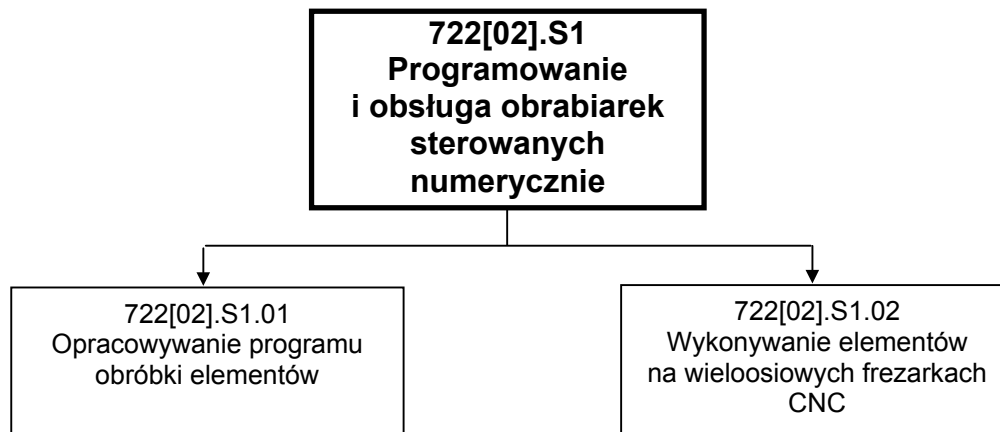 722[02].S1
Programowanie
i obsługa obrabiarek
sterowanych
numerycznie
722[02].S1.01
Opracowywanie programu
obróbki elementów
722[02].S1.02
Wykonywanie elementów
na wieloosiowych frezarkach
CNC